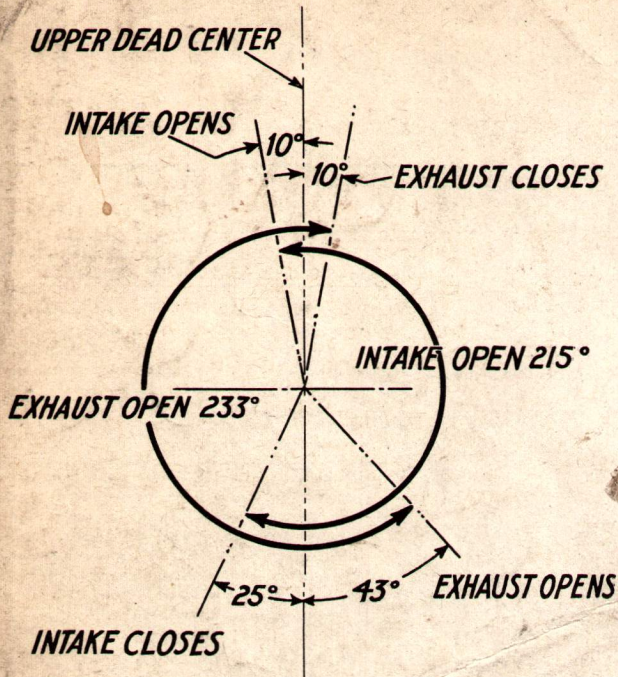 UPPER DEAD CENTER
INTAKE OPENS
10°
10°
EXHAUST CLOSES
INTAKE OPEN 215°
EXHAUST OPEN 233°
25°
43°
EXHAUST OPENS
INTAKE CLOSES